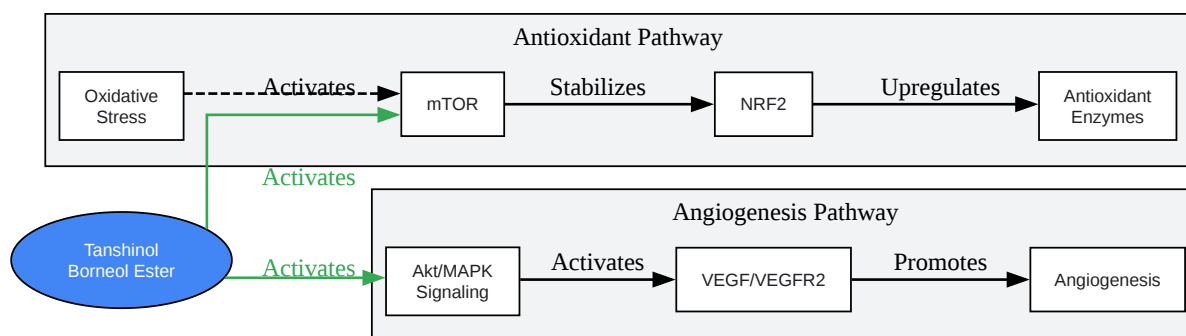 Antioxidant Pathway
Oxidative
Stress
Activates
mTOR
Stabilizes
NRF2
Upregulates
Antioxidant
Enzymes
Activates
Angiogenesis Pathway
Tanshinol
Borneol Ester
Activates
Akt/MAPK
Signaling
Activates
VEGF/VEGFR2
Promotes
Angiogenesis